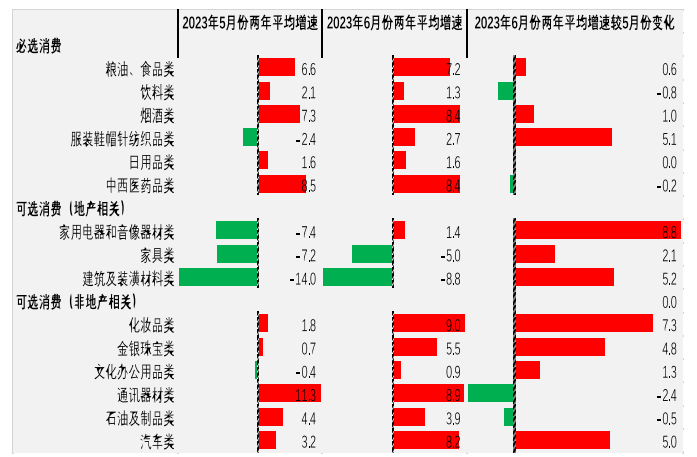 2023年5月份两年平均增速 2023年6月份两年平均增速 2023年6月份两年平均增速较5月份变化
必选消费
粮油、食品类 6.6 7.2 0.6
饮料类 2.1 1.3 -0.8
烟酒类 7.3 8.4 1.0
服装鞋帽针纺织品类 -2.4 2.7 5.1
日用品类 1.6 1.6 0.0
中西医药品类 8.5 8.4 -0.2
可选消费（地产相关）
家用电器和音像器材类 -7.4 1.4 8.8
家具类 -7.2 -5.0 2.1
建筑及装潢材料类 -14.0 -8.8 5.2
可选消费（非地产相关） 0.0
化妆品类 1.8 9.0 7.3
金银珠宝类 0.7 5.5 4.8
文化办公用品类 -0.4 0.9 1.3
通讯器材类 11.3 8.9 -2.4
石油及制品类 4.4 3.9 -0.5
汽车类 3.2 8.2 5.0